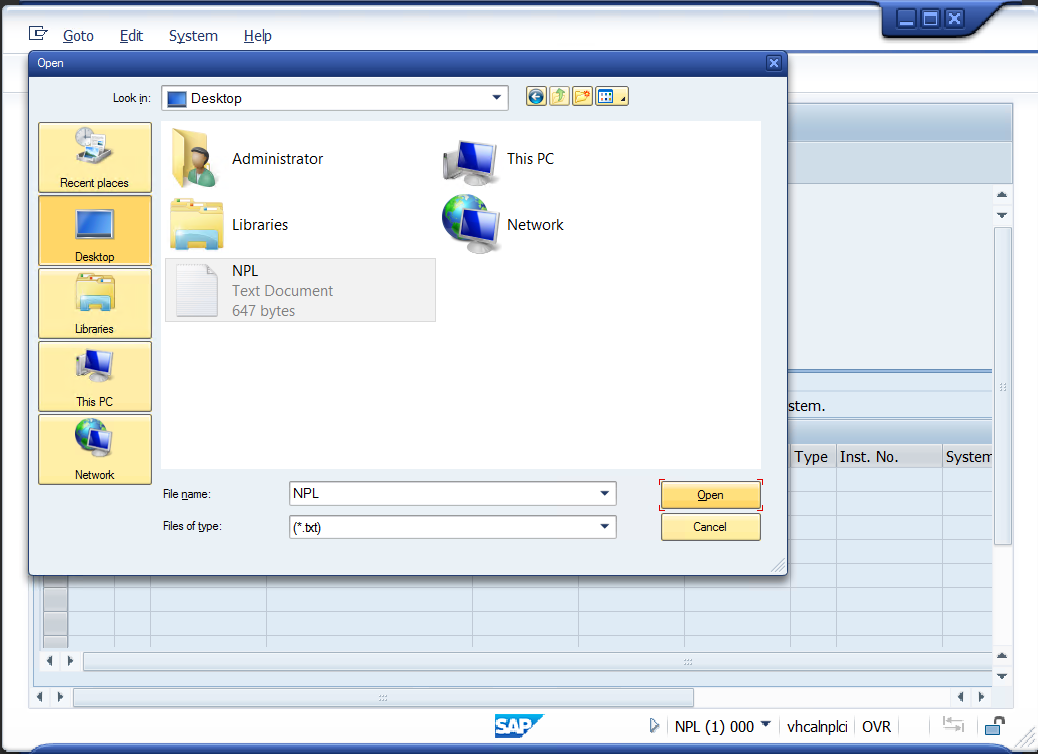 Goto Edit System Help
Open
Look in: Desktop
Recent places
Desktop
Libraries
This PC
Network
Administrator
This PC
Libraries
Network
NPL
Text Document
647 bytes
File name: NPL
Open
Files of type: (*.txt)
Cancel
stem.
Type Inst. No. System
SAP NPL (1) 000 vhcalnplci OVR